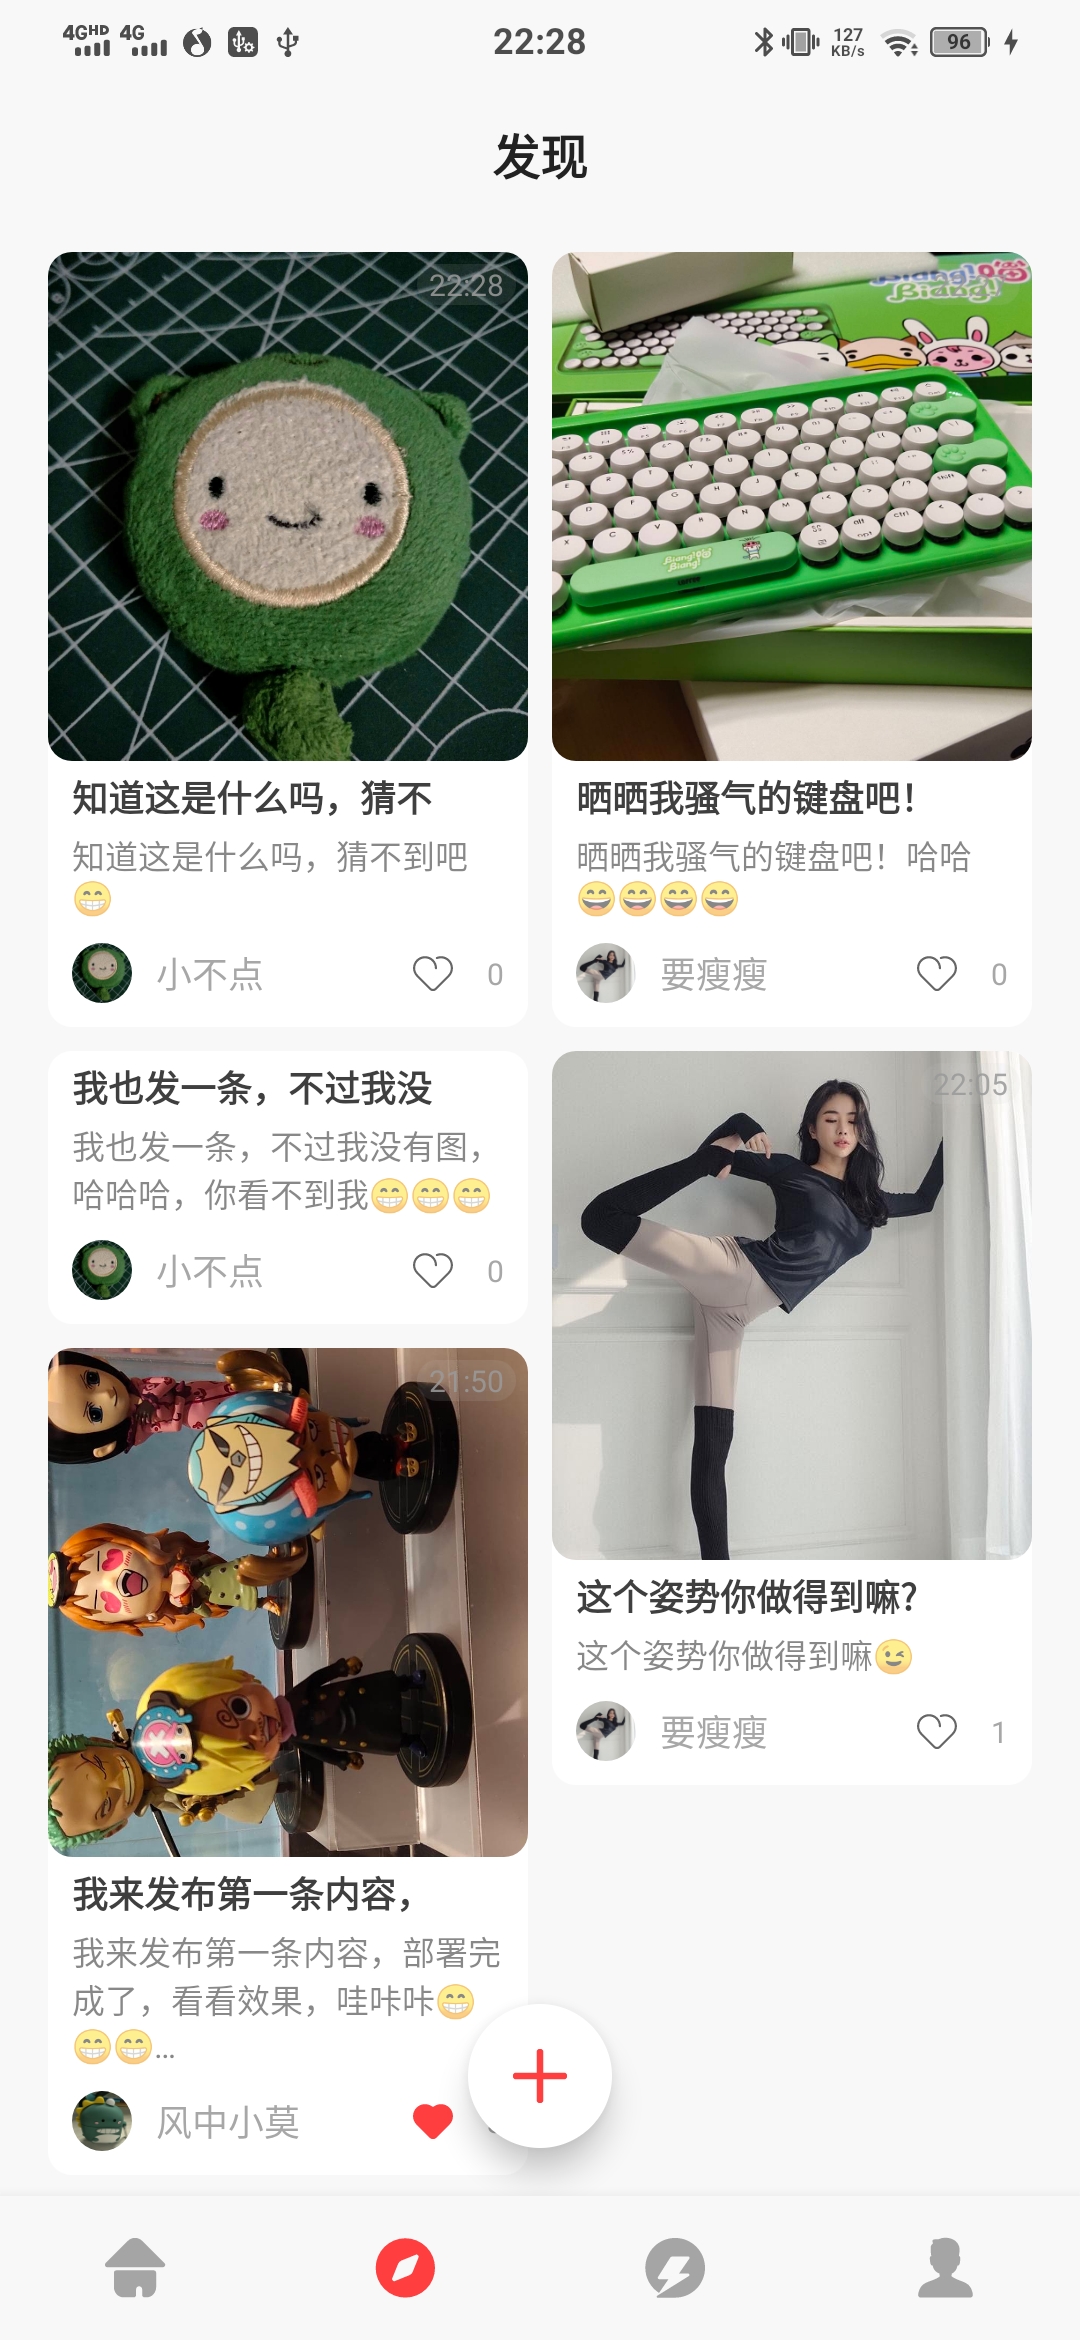 4GHD 4G 22:28 127 KB/s 96
发现
22:28
Biang!嗡
Biang!
知道这是什么吗，猜不
知道这是什么吗，猜不到吧
😁
小不点 0
晒晒我骚气的键盘吧！
晒晒我骚气的键盘吧！哈哈
😄😄😄😄
要瘦瘦 0
我也发一条，不过我没
我也发一条，不过我没有图，
哈哈哈，你看不到我😁😁😁
小不点 0
22:05
这个姿势你做得到嘛?
这个姿势你做得到嘛😉
要瘦瘦 1
21:50
我来发布第一条内容，
我来发布第一条内容，部署完
成了，看看效果，哇咔咔😁
😁😁...
风中小莫